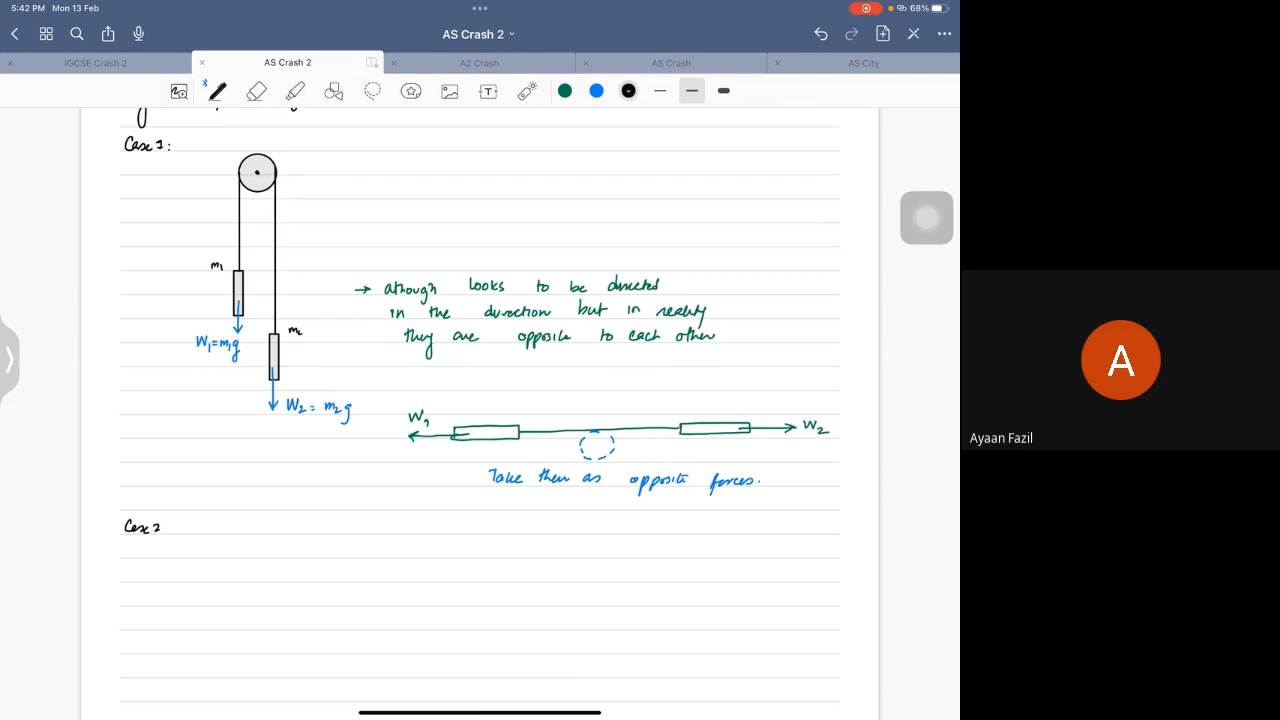 5:42 PM Mon 13 Feb
68%
AS Crash 2
IGCSE Crash 2
AS Crash 2
A2 Crash
AS Crash
AS City
T
Case 1:
m1
→ athough looks to be directed
in the direction but in reality
they are opposite to each other
m2
W1=m1g
W2 = m2g
W1
W2
Take them as opposite forces.
Case 2
A
Ayaan Fazil